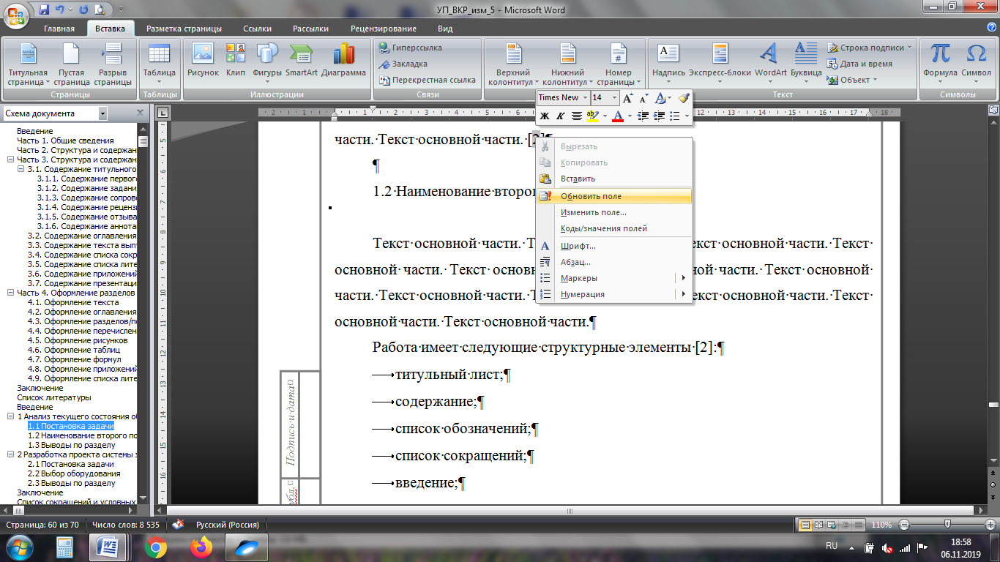 УП_ВКР_изм_5 - Microsoft Word
Главная Вставка Разметка страницы Ссылки Рассылки Рецензирование Вид
Титульная страница
Пустая страница
Разрыв страницы
Страницы
Таблица
Таблицы
Рисунок Клип Фигуры SmartArt Диаграмма
Иллюстрации
Гиперссылка
Закладка
Перекрестная ссылка
Связи
Верхний колонтитул
Нижний колонтитул
Номер страницы
Надпись Экспресс-блоки WordArt Буквица
Строка подписи
Дата и время
Объект
Текст
Формула Символ
Символы
Times New 14
Ж К
Схема документа
Введение
Часть 1. Общие сведения
Часть 2. Структура и содержан
Часть 3. Структура и содержан
3.1. Содержание титульного
3.1.1. Содержание первого
3.1.2. Содержание задани
3.1.3. Содержание сопров
3.1.4. Содержание реценз
3.1.5. Содержание отзыва
3.1.6. Содержание аннота
3.2. Содержание оглавления
3.3. Содержание текста вып
3.4. Содержание списка сокр
3.5. Содержание списка лите
3.6. Содержание приложений
3.7. Содержание презентаци
Часть 4. Оформление разделов
4.1. Оформление текста
4.2. Оформление оглавления
4.3. Оформление разделов/по
4.4. Оформление перечислени
4.5. Оформление рисунков
4.6. Оформление таблиц
4.7. Оформление формул
4.8. Оформление приложений
4.9. Оформление списка лите
Заключение
Список литературы
Введение
1 Анализ текущего состояния об
1.1 Постановка задачи
1.2 Наименование второго по
1.3 Выводы по разделу
2 Разработка проекта системы з
2.1 Постановка задачи
2.2 Выбор оборудования
2.3 Выводы по разделу
Заключение
Список сокращений и условных
части. Текст основной части. [2]¶
¶
1.2 Наименование второг
Текст основной части. Т екст основной части. Текст
основной части. Текст основ ной части. Текст основной
части. Текст основной части. Т екст основной части. Текст
основной части. Текст основной части.¶
Работа имеет следующие структурные элементы [2]:¶
титульный лист;¶
содержание;¶
список обозначений;¶
список сокращений;¶
введение;¶
Подпись и дата¤
убл.¤
Вырезать
Копировать
Вставить
Обновить поле
Изменить поле...
Коды/значения полей
Шрифт...
Абзац...
Маркеры
Нумерация
Страница: 60 из 70 Число слов: 8 535 Русский (Россия) 110%
RU 18:58
06.11.2019